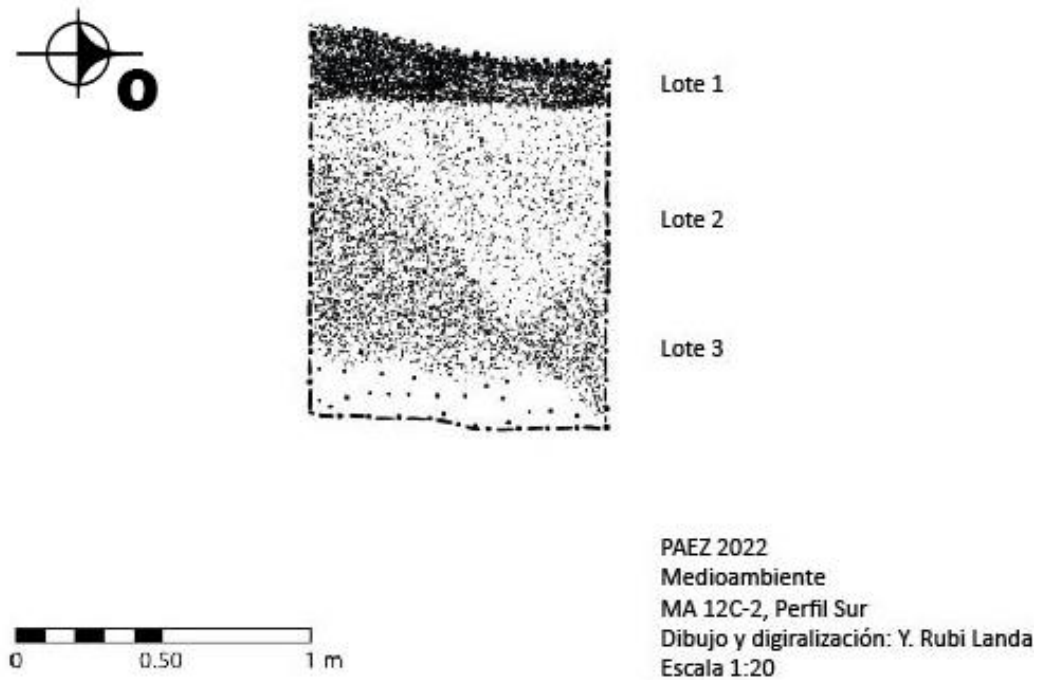 O
Lote 1
Lote 2
Lote 3
0 0.50 1 m
PAEZ 2022
Medioambiente
MA 12C-2, Perfil Sur
Dibujo y digiralización: Y. Rubi Landa
Escala 1:20